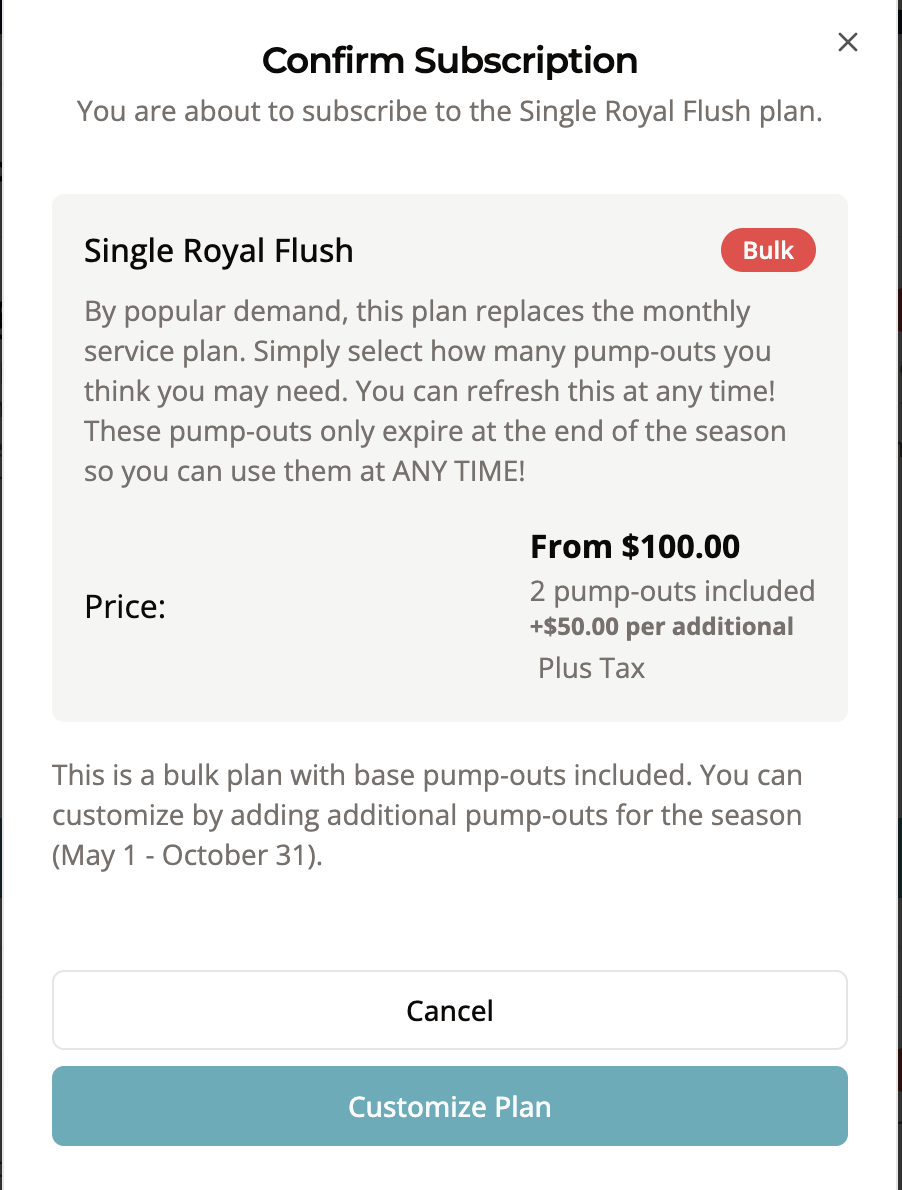 Confirm Subscription
You are about to subscribe to the Single Royal Flush plan.
Single Royal Flush
Bulk
By popular demand, this plan replaces the monthly
service plan. Simply select how many pump-outs you
think you may need. You can refresh this at any time!
These pump-outs only expire at the end of the season
so you can use them at ANY TIME!
Price:
From $100.00
2 pump-outs included
+$50.00 per additional
Plus Tax
This is a bulk plan with base pump-outs included. You can
customize by adding additional pump-outs for the season
(May 1 - October 31).
Cancel
Customize Plan